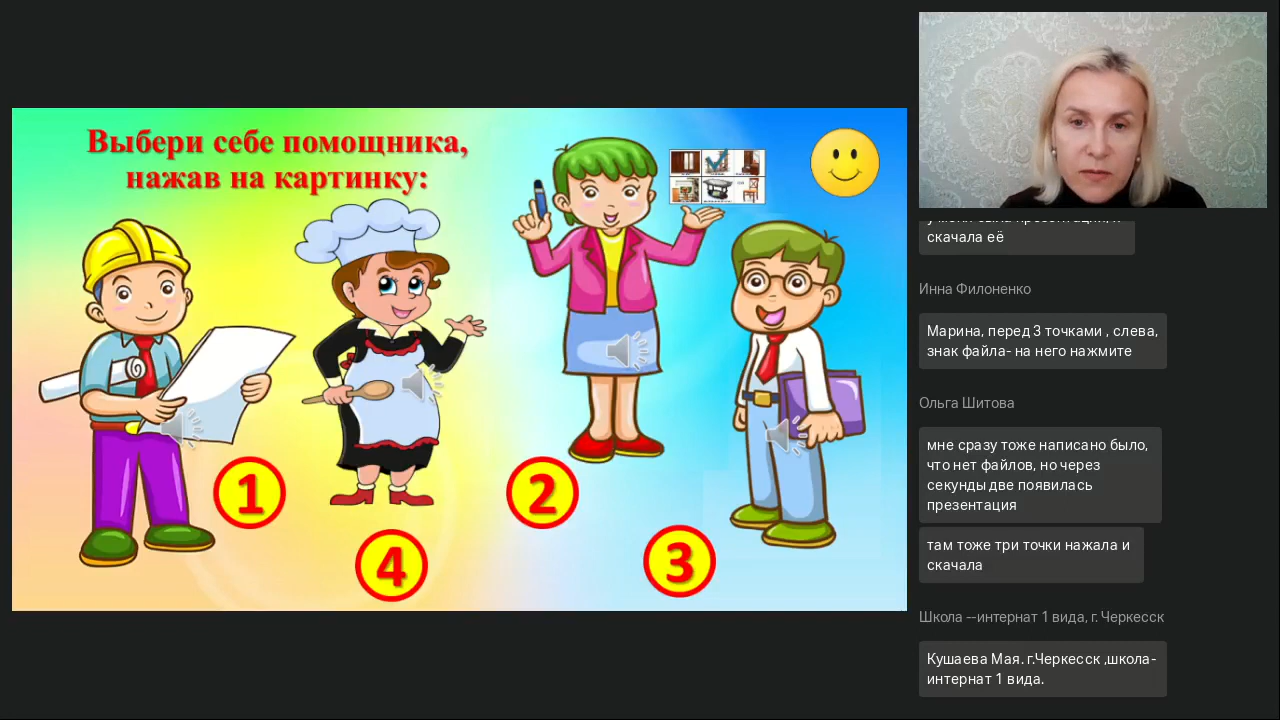 Выбери себе помощника,
нажав на картинку:
1
2
4
3
скачала её
Инна Филоненко
Марина, перед 3 точками , слева,
знак файла- на него нажмите
Ольга Шитова
мне сразу тоже написано было,
что нет файлов, но через
секунды две появилась
презентация
там тоже три точки нажала и
скачала
Школа --интернат 1 вида, г. Черкесск
Кушаева Мая. г.Черкесск ,школа-
интернат 1 вида.